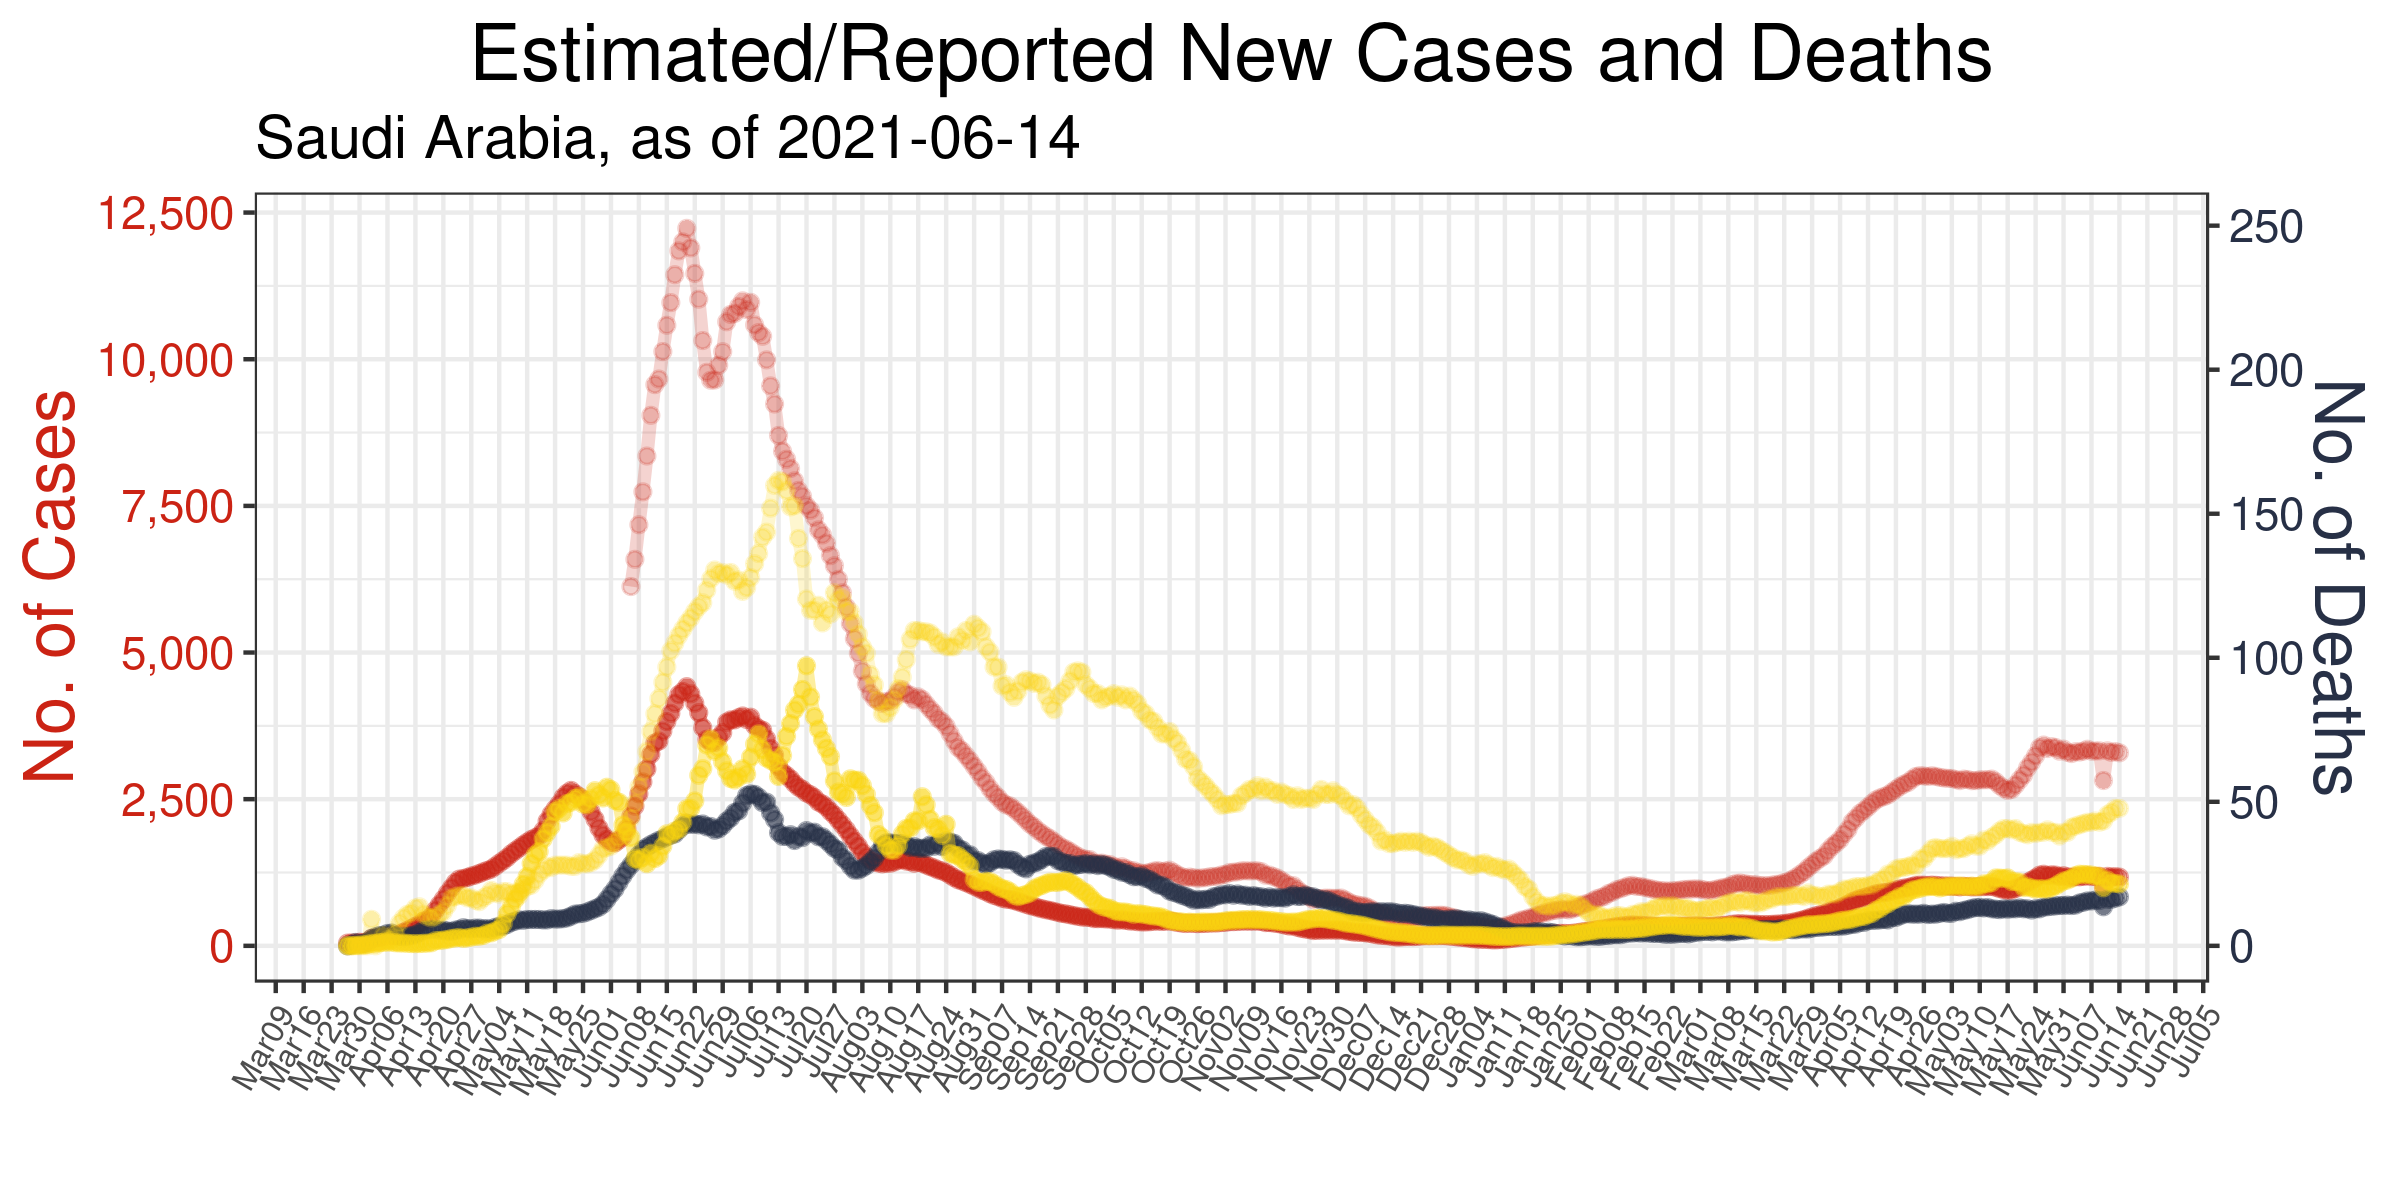 Estimated/Reported New Cases and Deaths
Saudi Arabia, as of 2021-06-14
No. of Cases
12,500
10,000
7,500
5,000
2,500
0
250
200
150
100
50
0
No. of Deaths
Mar09
Mar16
Mar23
Mar30
Apr06
Apr13
Apr20
Apr27
May04
May11
May18
May25
Jun01
Jun08
Jun15
Jun22
Jun29
Jul06
Jul13
Jul20
Jul27
Aug03
Aug10
Aug17
Aug24
Aug31
Sep07
Sep14
Sep21
Sep28
Oct05
Oct12
Oct19
Oct26
Nov02
Nov09
Nov16
Nov23
Nov30
Dec07
Dec14
Dec21
Dec28
Jan04
Jan11
Jan18
Jan25
Feb01
Feb08
Feb15
Feb22
Mar01
Mar08
Mar15
Mar22
Mar29
Apr05
Apr12
Apr19
Apr26
May03
May10
May17
May24
May31
Jun07
Jun14
Jun21
Jun28
Jul05